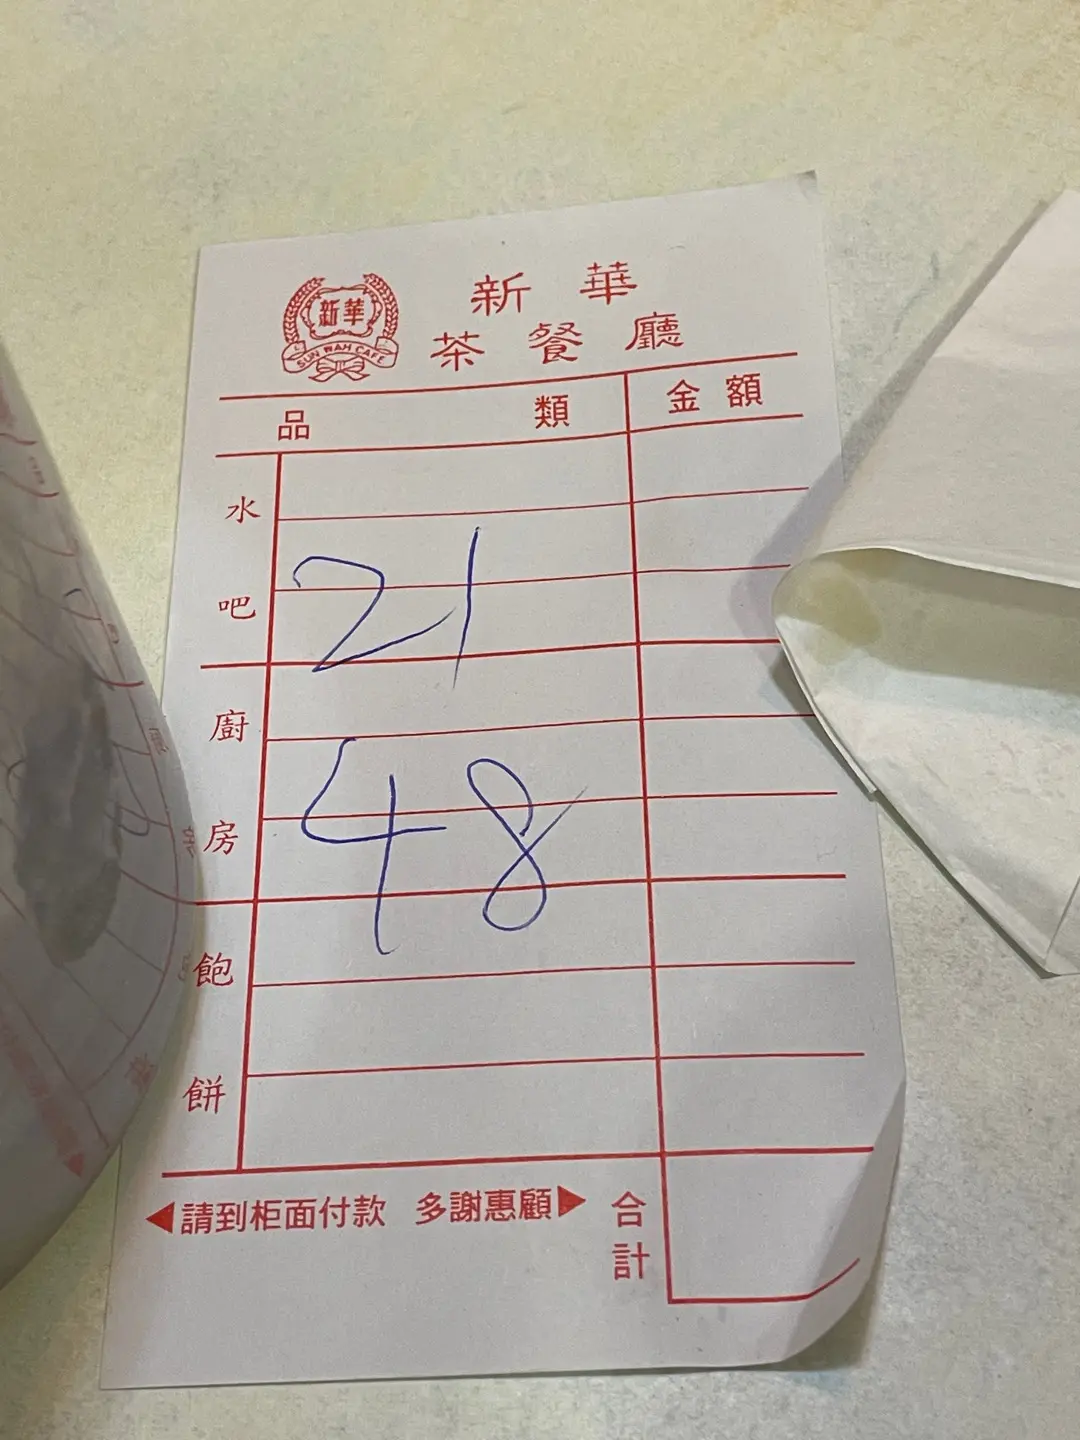 新華
SUN WAH CAFE
新華
茶餐廳
品類 金額
水吧
21
廚房
48
飽餅
請到柜面付款 多謝惠顧
合計